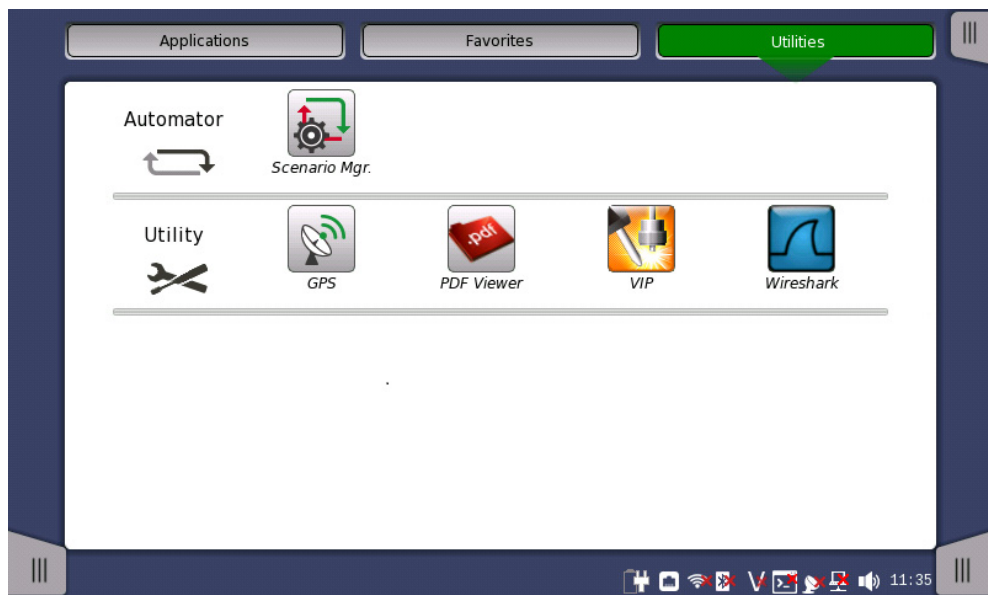 Applications Favorites Utilities
Automator
Scenario Mgr.
Utility
.pdf
GPS PDF Viewer VIP Wireshark
11:35